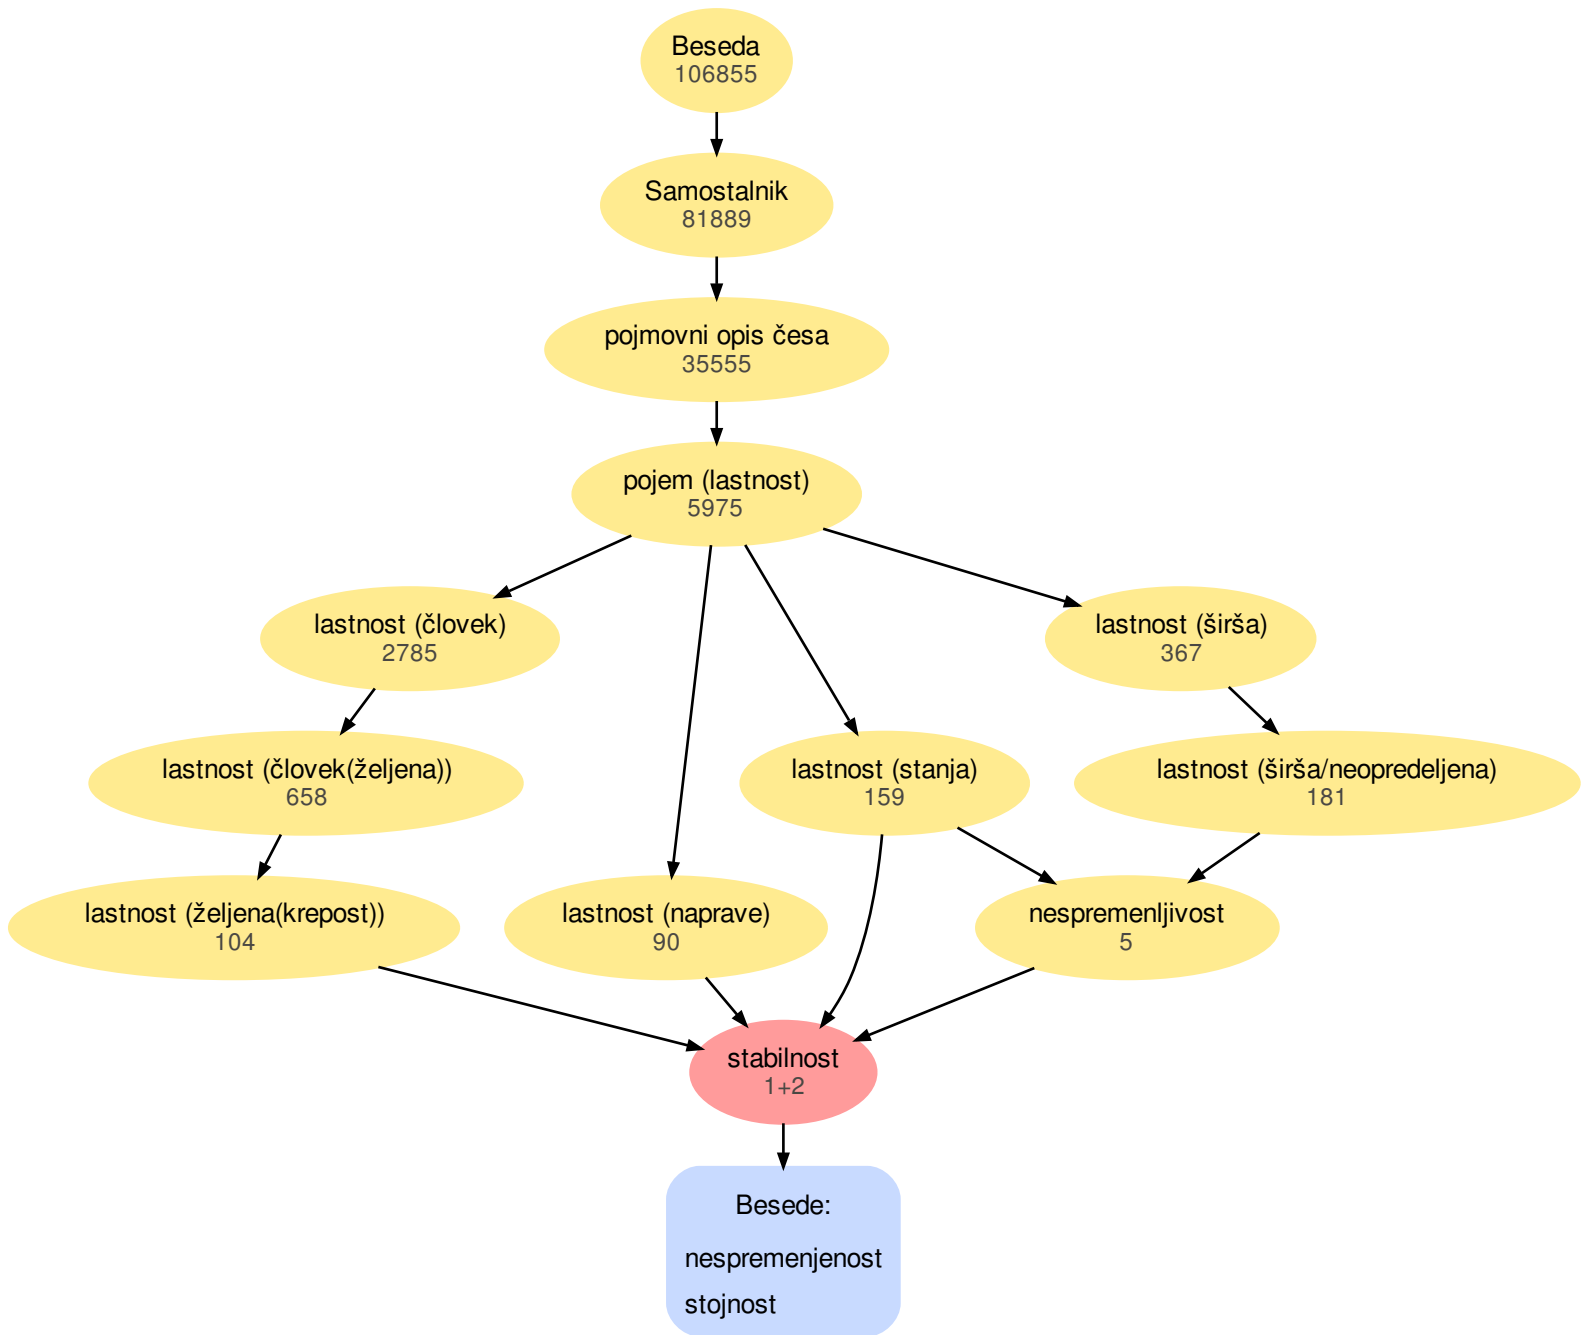 Beseda
106855
Samostalnik
81889
pojmovni opis česa
35555
pojem (lastnost)
5975
lastnost (človek)
2785
lastnost (širša)
367
lastnost (človek(željena))
658
lastnost (stanja)
159
lastnost (širša/neopredeljena)
181
lastnost (željena(krepost))
104
lastnost (naprave)
90
nespremenljivost
5
stabilnost
1+2
Besede:
nespremenjenost
stojnost